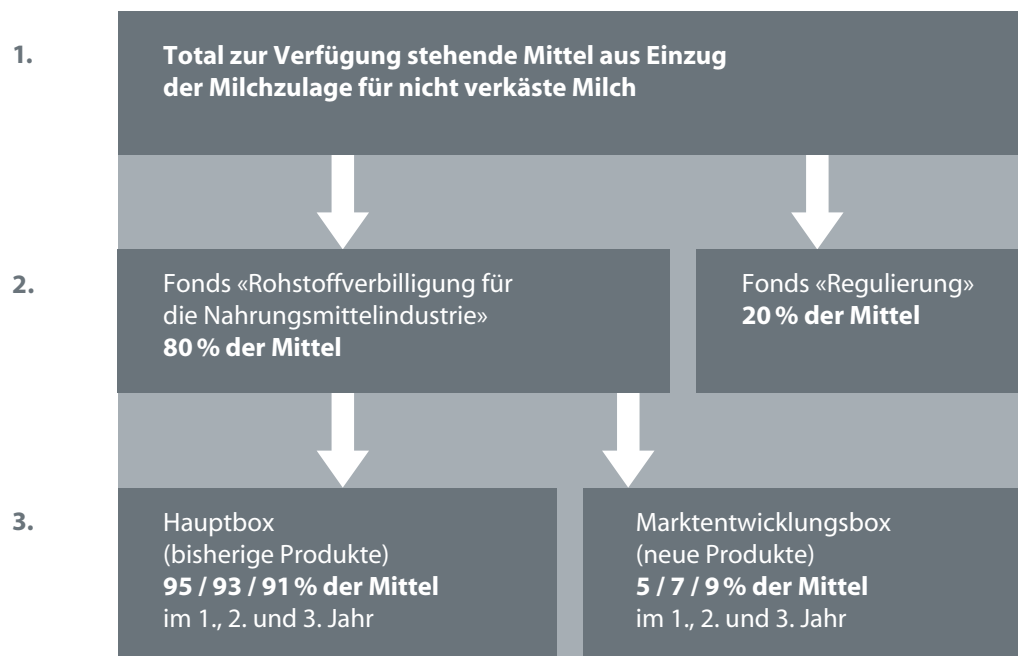 1.
Total zur Verfügung stehende Mittel aus Einzug
der Milchzulage für nicht verkäste Milch
2.
Fonds «Rohstoffverbilligung für
die Nahrungsmittelindustrie»
80 % der Mittel
Fonds «Regulierung»
20 % der Mittel
3.
Hauptbox
(bisherige Produkte)
95 / 93 / 91 % der Mittel
im 1., 2. und 3. Jahr
Marktentwicklungsbox
(neue Produkte)
5 / 7 / 9 % der Mittel
im 1., 2. und 3. Jahr